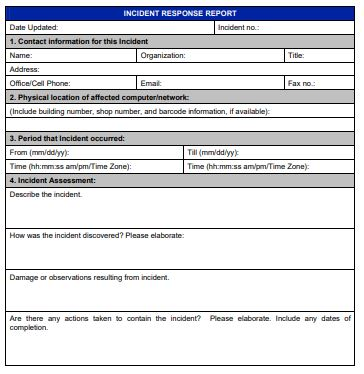 INCIDENT RESPONSE REPORT
Date Updated: Incident no.:
1. Contact information for this Incident
Name: Organization: Title:
Address:
Office/Cell Phone: Email: Fax no.:
2. Physical location of affected computer/network:
(Include building number, shop number, and barcode information, if available):
3. Period that Incident occurred:
From (mm/dd/yy): Till (mm/dd/yy):
Time (hh:mm:ss am/pm/Time Zone): Time (hh:mm:ss am/pm/Time Zone):
4. Incident Assessment:
Describe the incident.
How was the incident discovered? Please elaborate:
Damage or observations resulting from incident.
Are there any actions taken to contain the incident? Please elaborate. Include any dates of
completion.